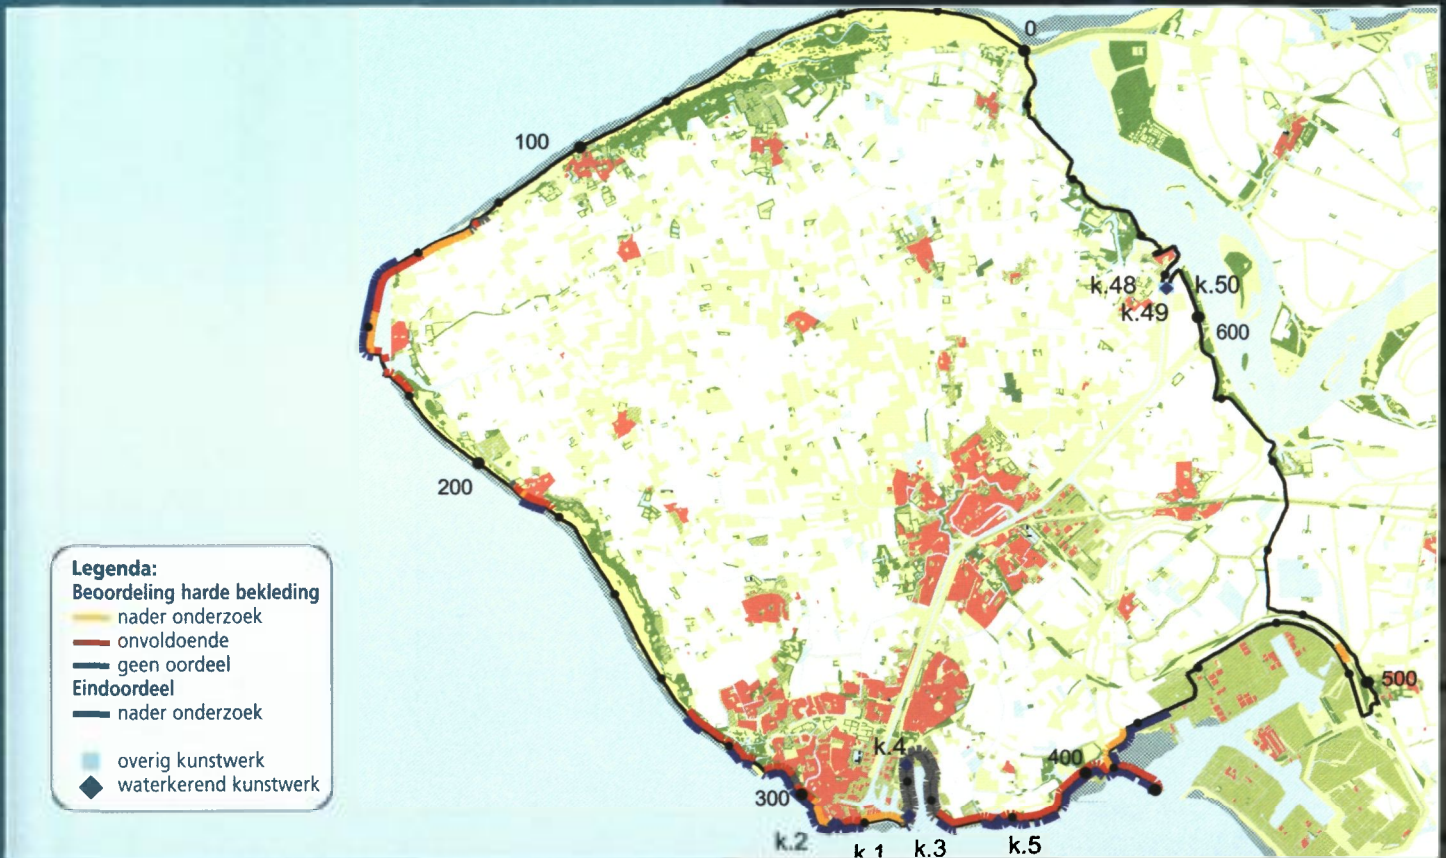 0
100
k.48
k.50
k.49
600
200
Legenda:
Beoordeling harde bekleding
nader onderzoek
onvoldoende
geen oordeel
Eindoordeel
nader onderzoek
overig kunstwerk
waterkerend kunstwerk
500
k.4
400
300
k.2
k.1
k.3
k.5